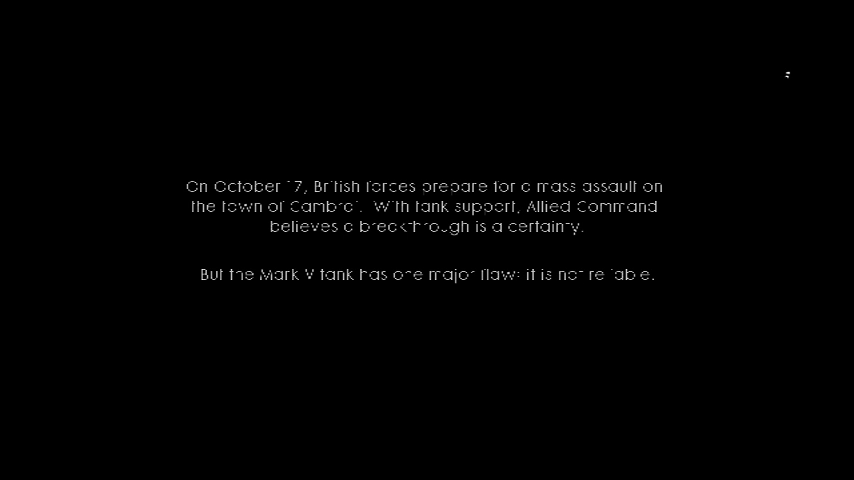 On October 17, British forces prepare for a mass assault on
the town of Cambrai. With tank support, Allied Command
believes a breakthrough is a certainty.
But the Mark V tank has one major flaw: it is not reliable.